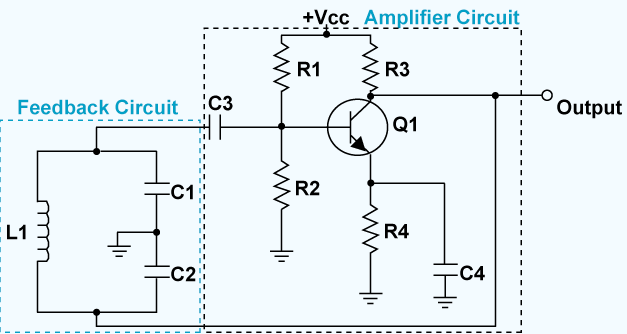 +Vcc Amplifier Circuit
R1 R3
Feedback Circuit C3
Q1 Output
R2
C1
L1
C2
R4
C4